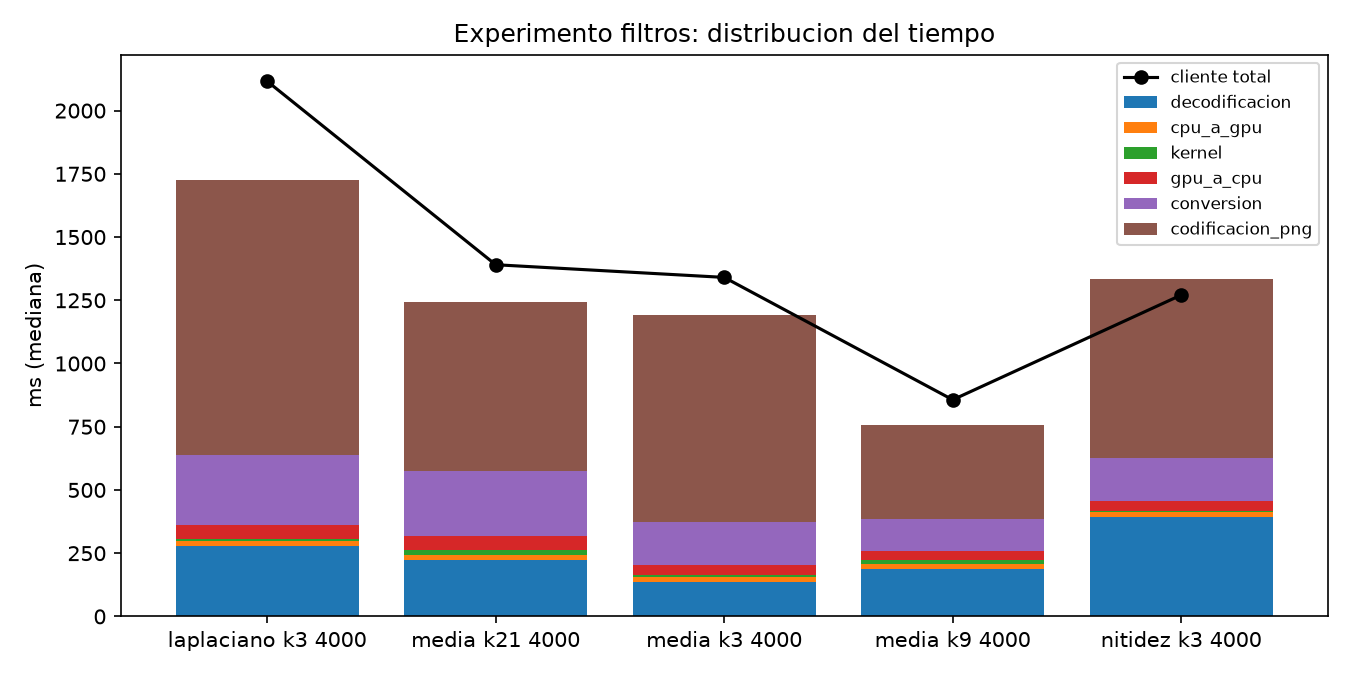 Experimento filtros: distribucion del tiempo
cliente total
decodificacion
cpu_a_gpu
kernel
gpu_a_cpu
conversion
codificacion_png
ms (mediana)
2000
1750
1500
1250
1000
750
500
250
0
laplaciano k3 4000
media k21 4000
media k3 4000
media k9 4000
nitidez k3 4000